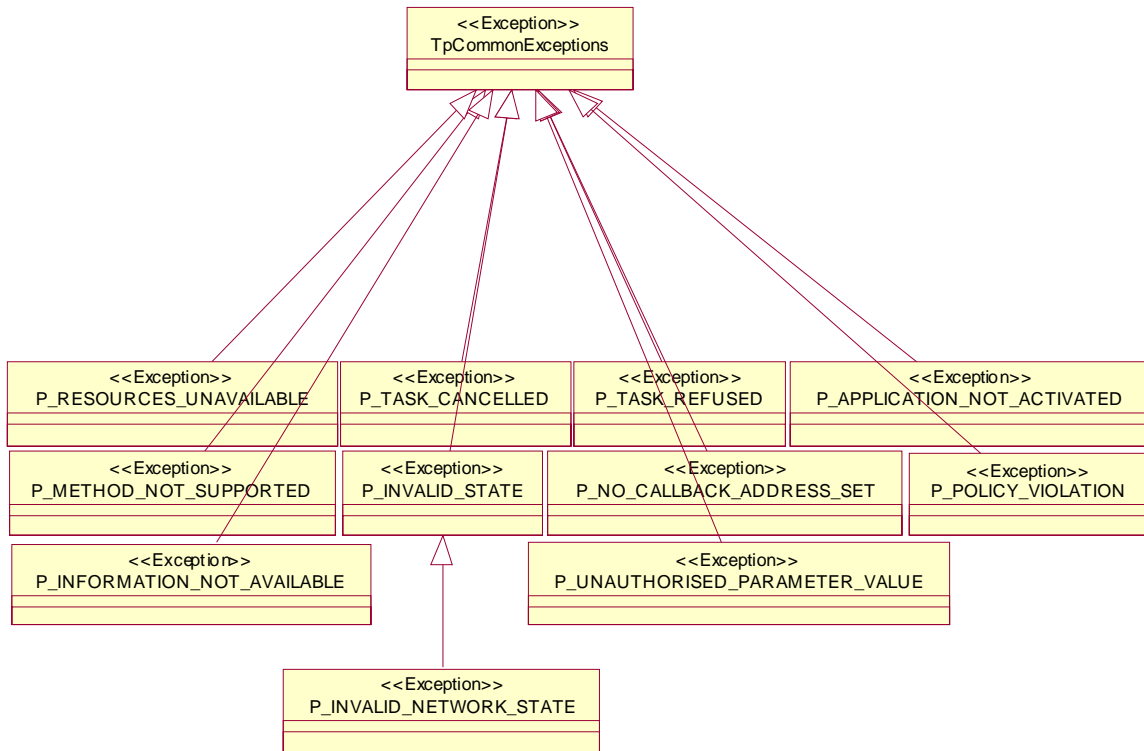 <<Exception>>
TpCommonExceptions
<<Exception>>
P_RESOURCES_UNAVAILABLE
<<Exception>>
P_TASK_CANCELLED
<<Exception>>
P_TASK_REFUSED
<<Exception>>
P_APPLICATION_NOT_ACTIVATED
<<Exception>>
P_METHOD_NOT_SUPPORTED
<<Exception>>
P_INVALID_STATE
<<Exception>>
P_NO_CALLBACK_ADDRESS_SET
<<Exception>>
P_POLICY_VIOLATION
<<Exception>>
P_INFORMATION_NOT_AVAILABLE
<<Exception>>
P_UNAUTHORISED_PARAMETER_VALUE
<<Exception>>
P_INVALID_NETWORK_STATE